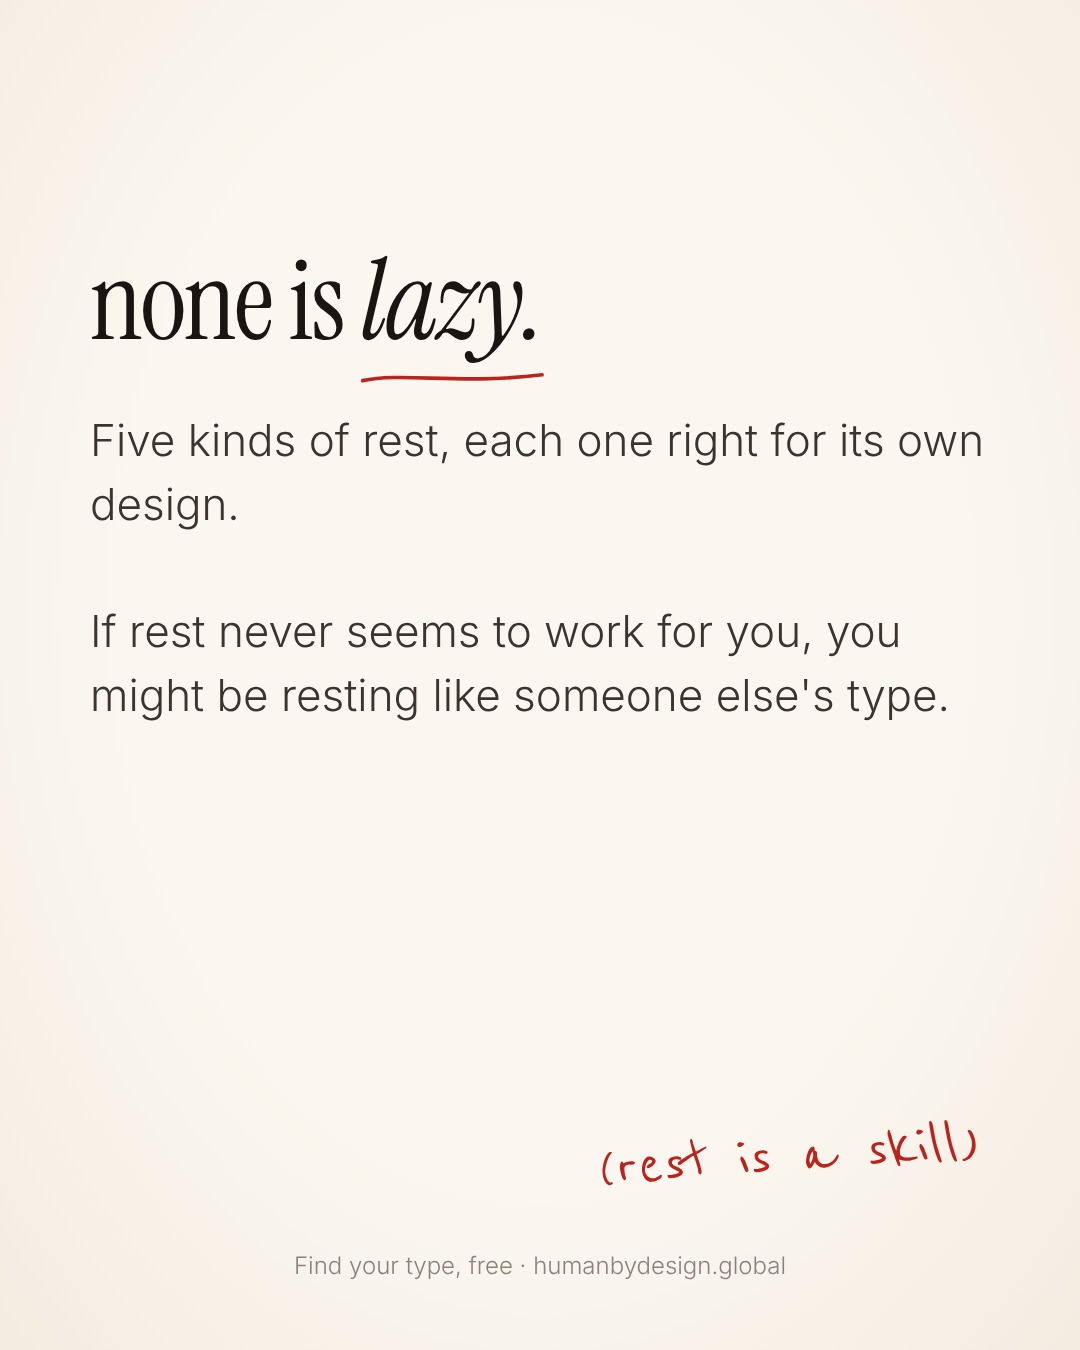 none is lazy.
Five kinds of rest, each one right for its own
design.
If rest never seems to work for you, you
might be resting like someone else's type.
(rest is a skill)
Find your type, free · humanbydesign.global